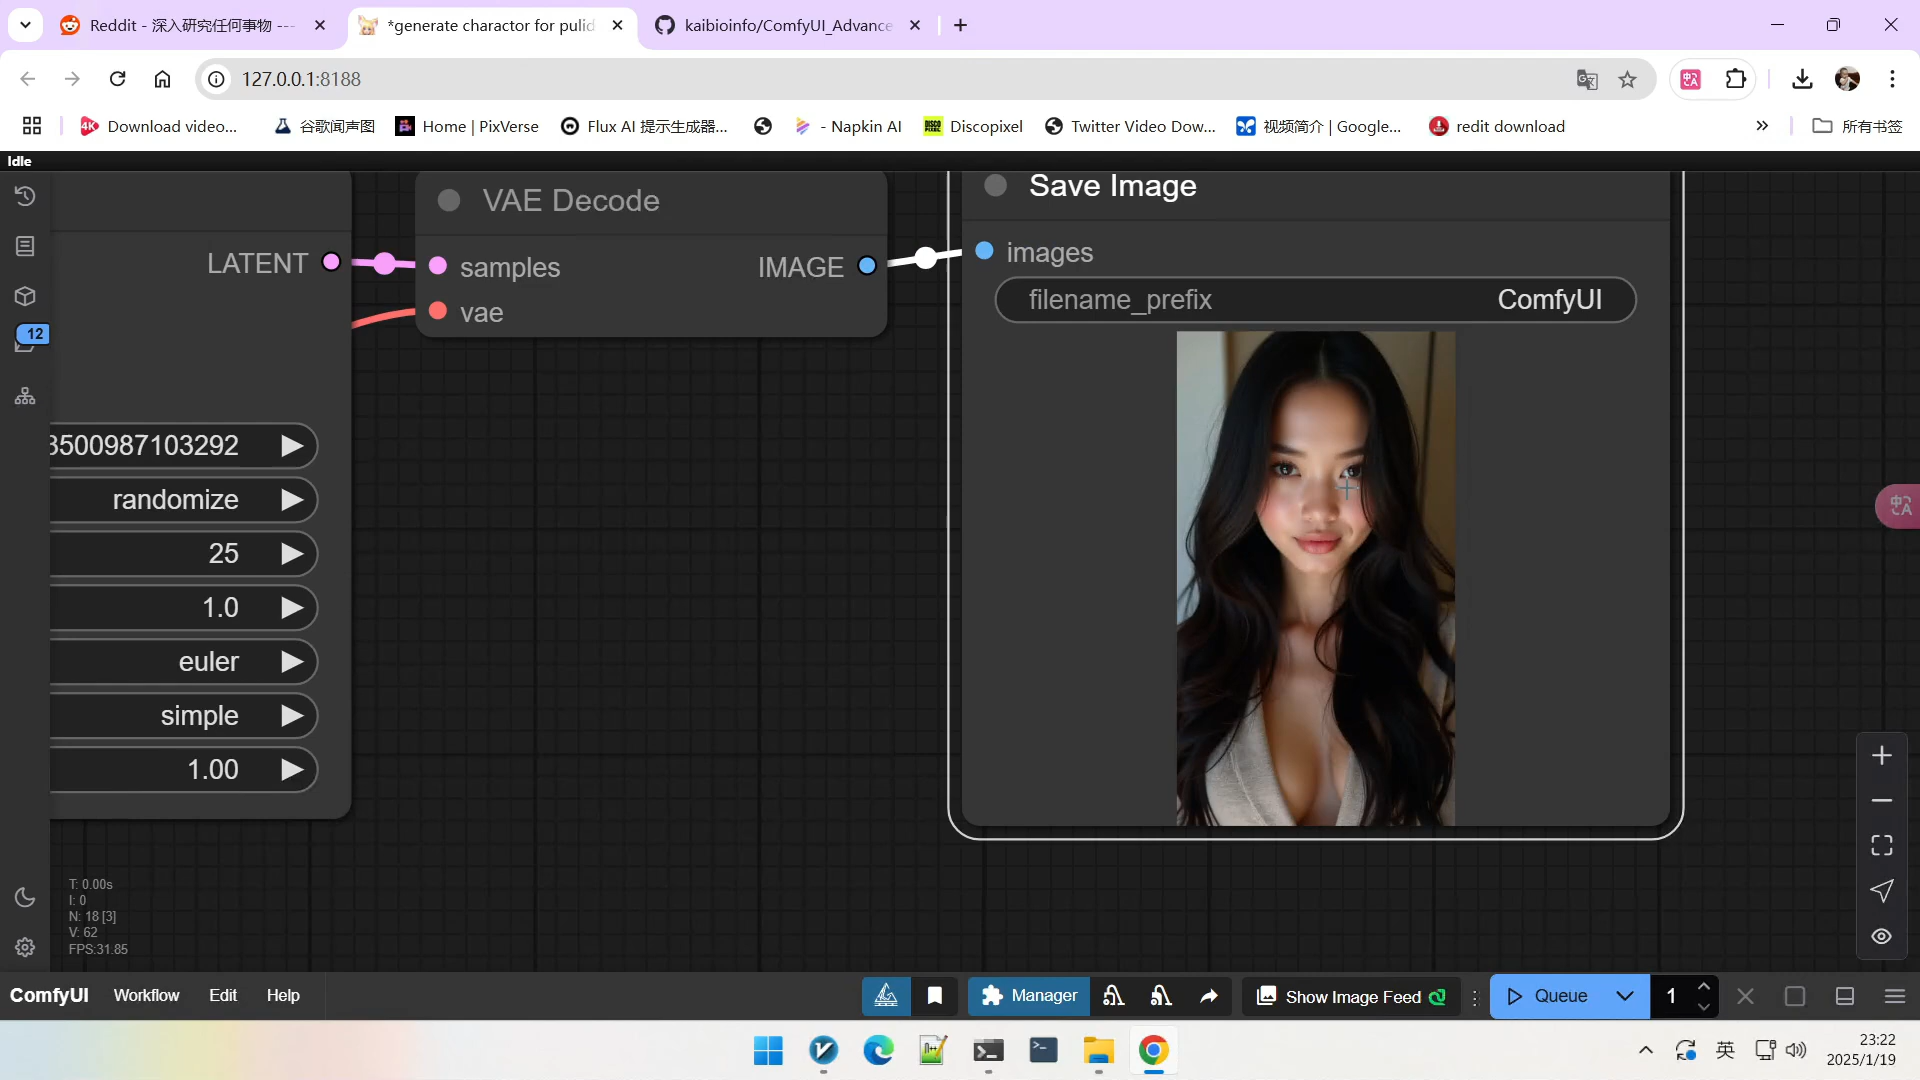 Reddit - 深入研究任何事物 ---
*generate charactor for pulid
kaibioinfo/ComfyUI_Advance
127.0.0.1:8188
4K
Download video...
谷歌闻声图
Home | PixVerse
Flux AI 提示生成器...
- Napkin AI
Discopixel
Twitter Video Dow...
视频简介 | Google...
redit download
所有书签
Idle
VAE Decode
Save Image
LATENT
samples
IMAGE
images
vae
filename_prefix
ComfyUI
12
3500987103292
randomize
25
1.0
euler
simple
1.00
T: 0.00s
I: 0
N: 18 [3]
V: 62
FPS:31.85
ComfyUI
Workflow
Edit
Help
Manager
Show Image Feed
Queue
1
英
23:22
2025/1/19